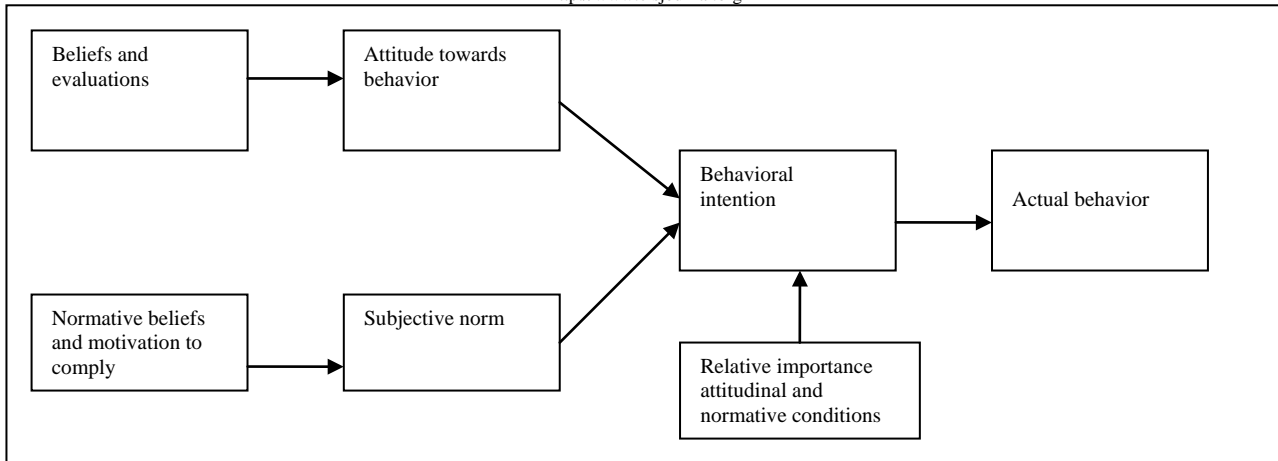 Beliefs and
evaluations
Attitude towards
behavior
Behavioral
intention
Actual behavior
Normative beliefs
and motivation to
comply
Subjective norm
Relative importance
attitudinal and
normative conditions